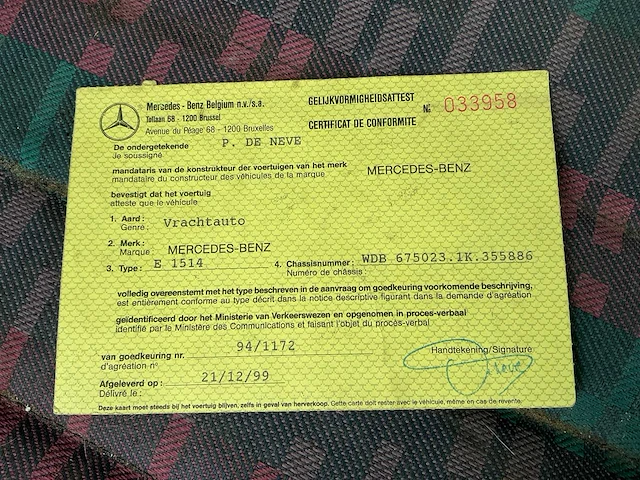 Mercedes - Benz Belgium n.v./s.a.
Tollaan 68 - 1200 Brussel
Avenue du Péage 68 - 1200 Bruxelles
GELIJKVORMIGHEIDSATTEST
CERTIFICAT DE CONFORMITE
№ 033958
De ondergetekende P. DE NEVE
Je soussigné
mandataris van de konstrukteur der voertuigen van het merk MERCEDES-BENZ
mandataire du constructeur des véhicules de la marque
bevestigt dat het voertuig
atteste que le véhicule
1. Aard : Vrachtauto
Genre :
2. Merk : MERCEDES-BENZ
Marque :
3. Type : E 1514
4. Chassisnummer : WDB 675023.1K.355886
Numéro de châssis :
volledig overeenstemt met het type beschreven in de aanvraag om goedkeuring voorkomende beschrijving,
est entièrement conforme au type décrit dans la notice descriptive figurant dans la demande d'agréation
geïdentificeerd door het Ministerie van Verkeerswezen en opgenomen in proces-verbaal
identifié par le Ministère des Communications et faisant l'objet du procès-verbal
van goedkeuring nr. 94/1172
d'agréation n°
Handtekening/Signature
Afgeleverd op : 21/12/99
Délivré le :
Deze kaart moet steeds bij het voertuig blijven, zelfs in geval van herverkoop. Cette carte doit rester avec le véhicule, même en cas de revente.